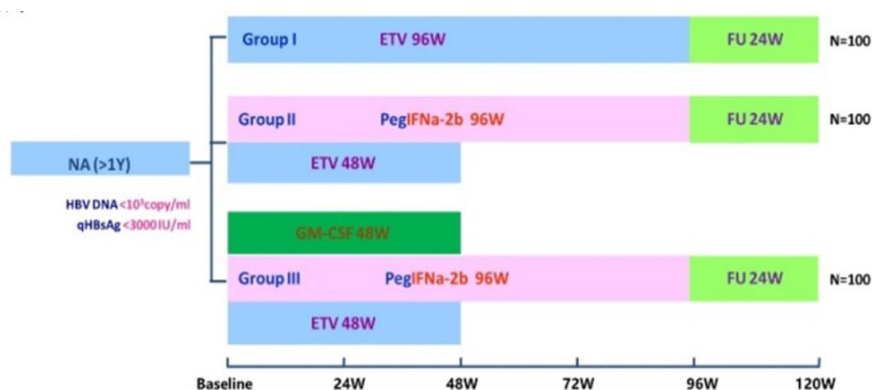 Group I ETV 96W FU 24W N=100
Group II PegIFNa-2b 96W FU 24W N=100
NA (>1Y)
ETV 48W
HBV DNA <10³copy/ml
qHBsAg <3000IU/ml
GM-CSF 48W
Group III PegIFNa-2b 96W FU 24W N=100
ETV 48W
Baseline 24W 48W 72W 96W 120W